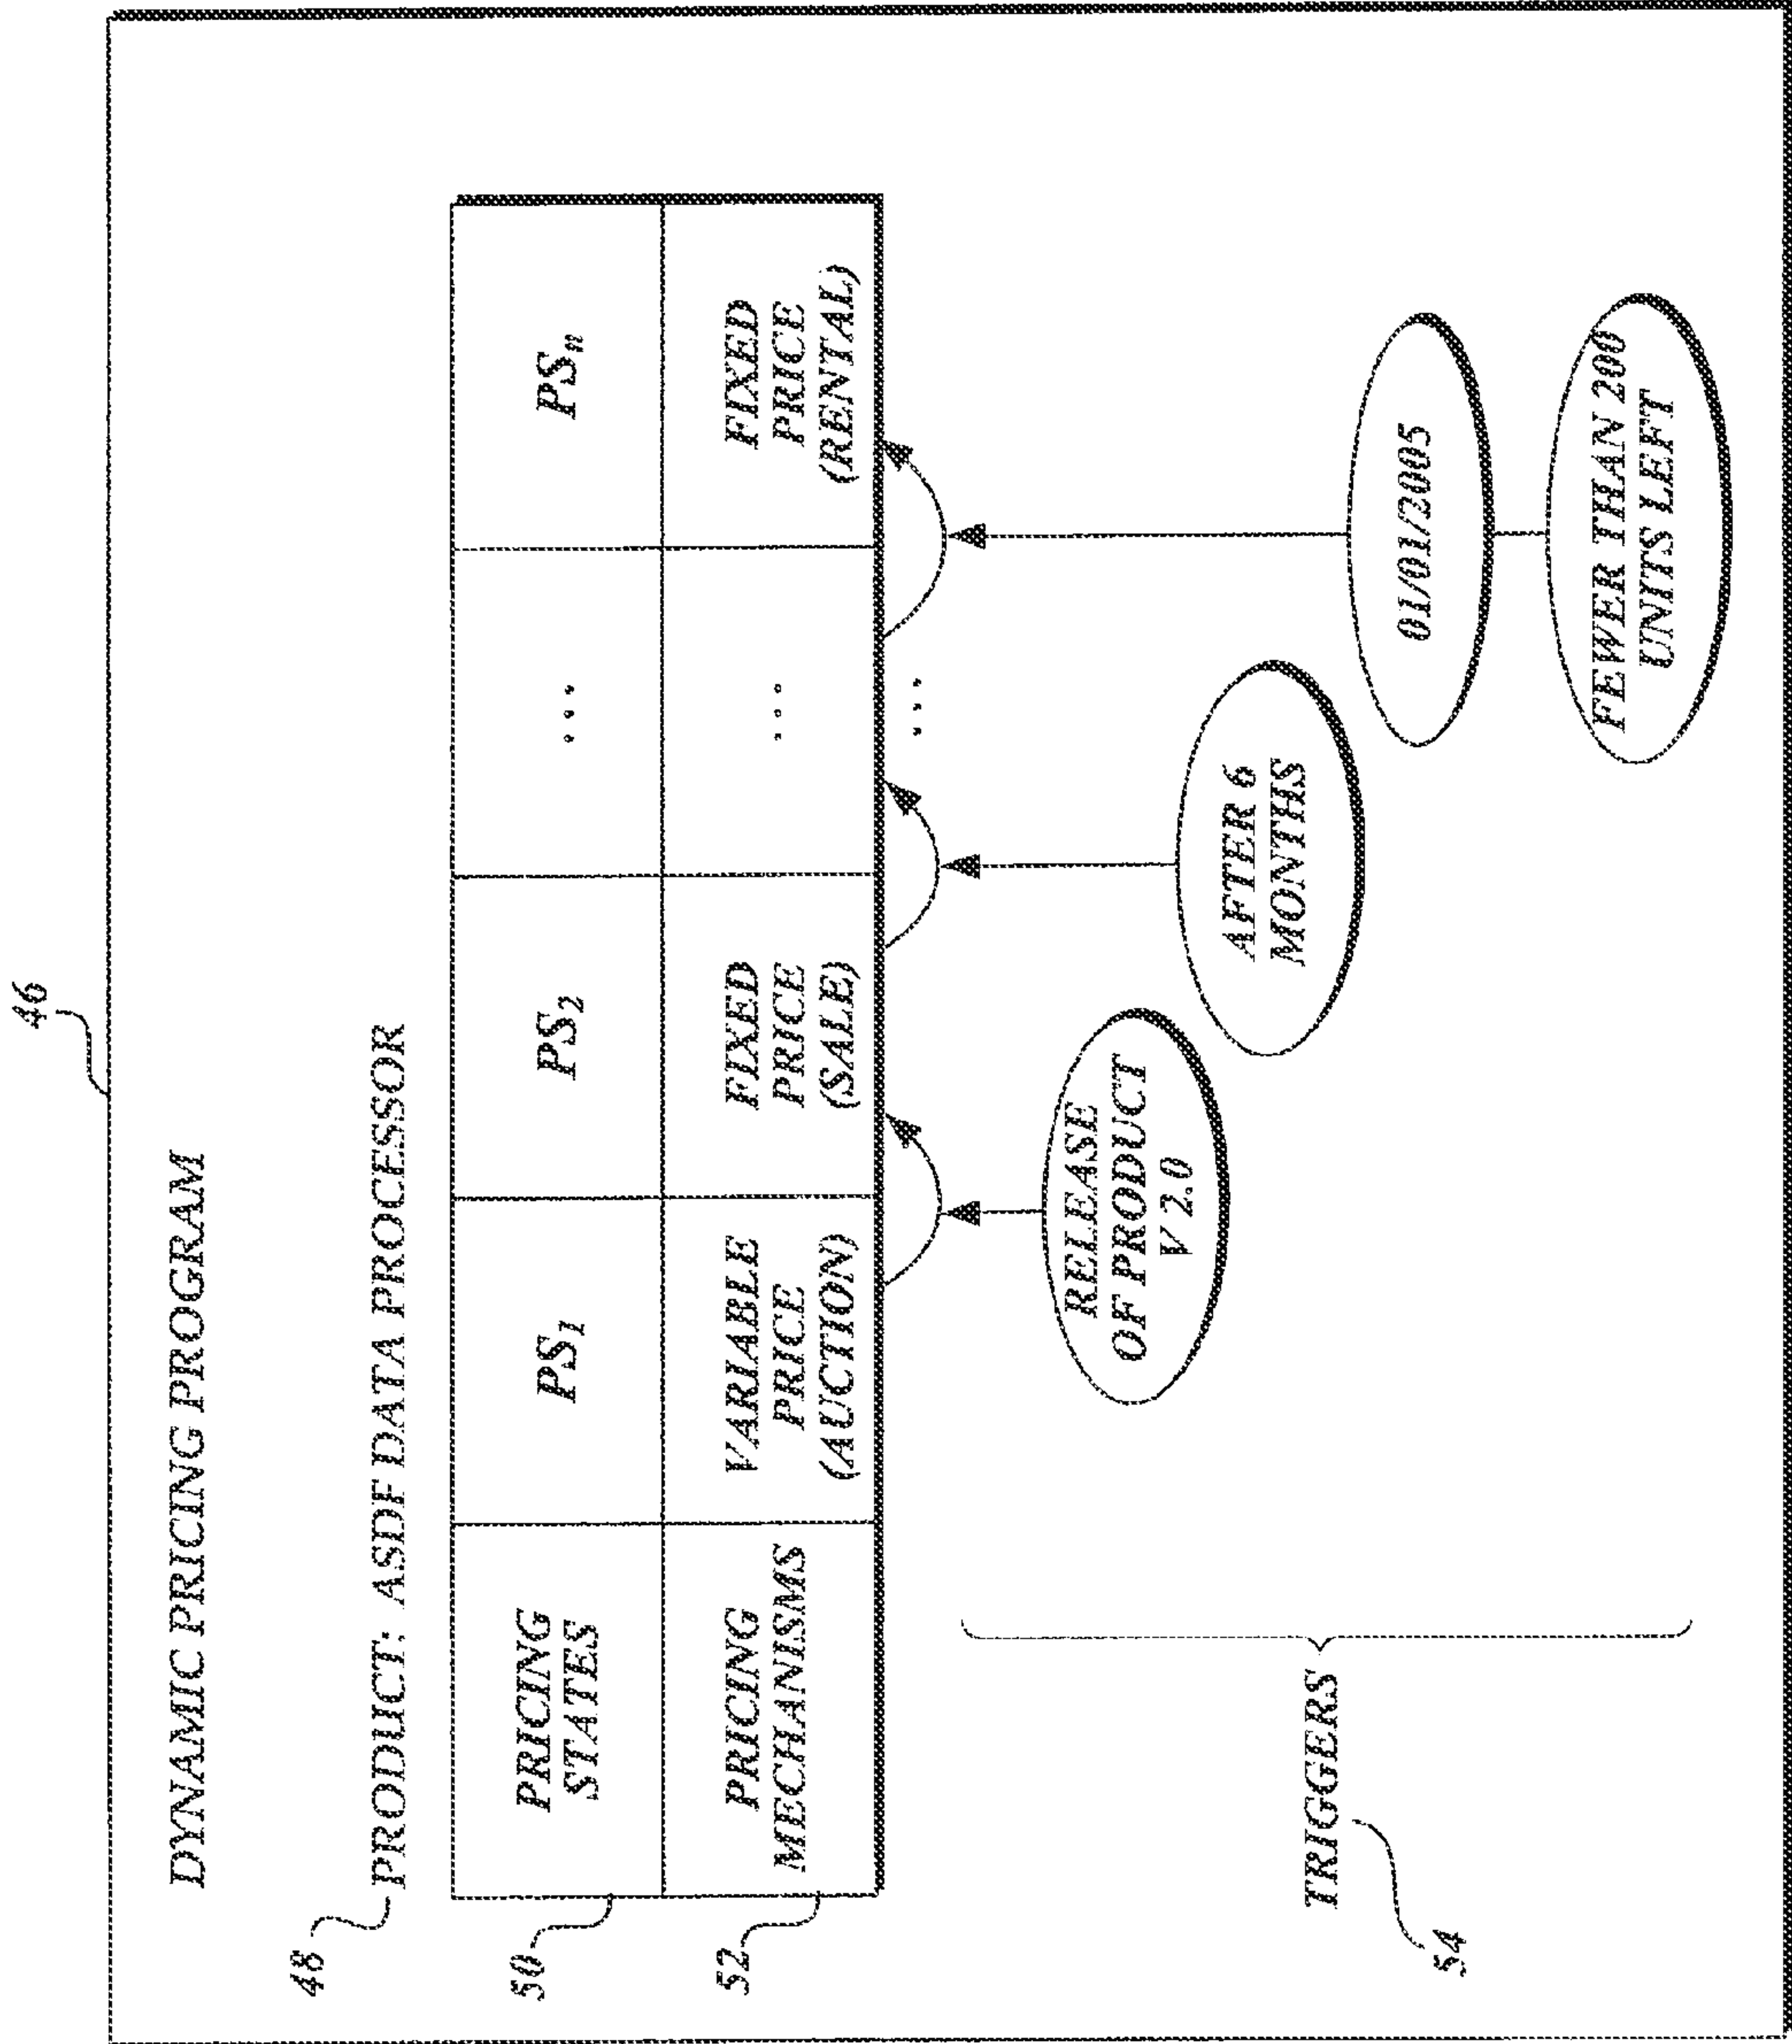 46
DYNAMIC PRICING PROGRAM
48
PRODUCT: ASDF DATA PROCESSOR
50
PRICING
STATES
PS1
PS2
...
PSn
52
PRICING
MECHANISMS
VARIABLE
PRICE
(AUCTION)
FIXED
PRICE
(SALE)
...
FIXED
PRICE
(RENTAL)
...
TRIGGERS
54
RELEASE
OF PRODUCT
V 2.0
AFTER 6
MONTHS
01/01/2005
FEWER THAN 200
UNITS LEFT